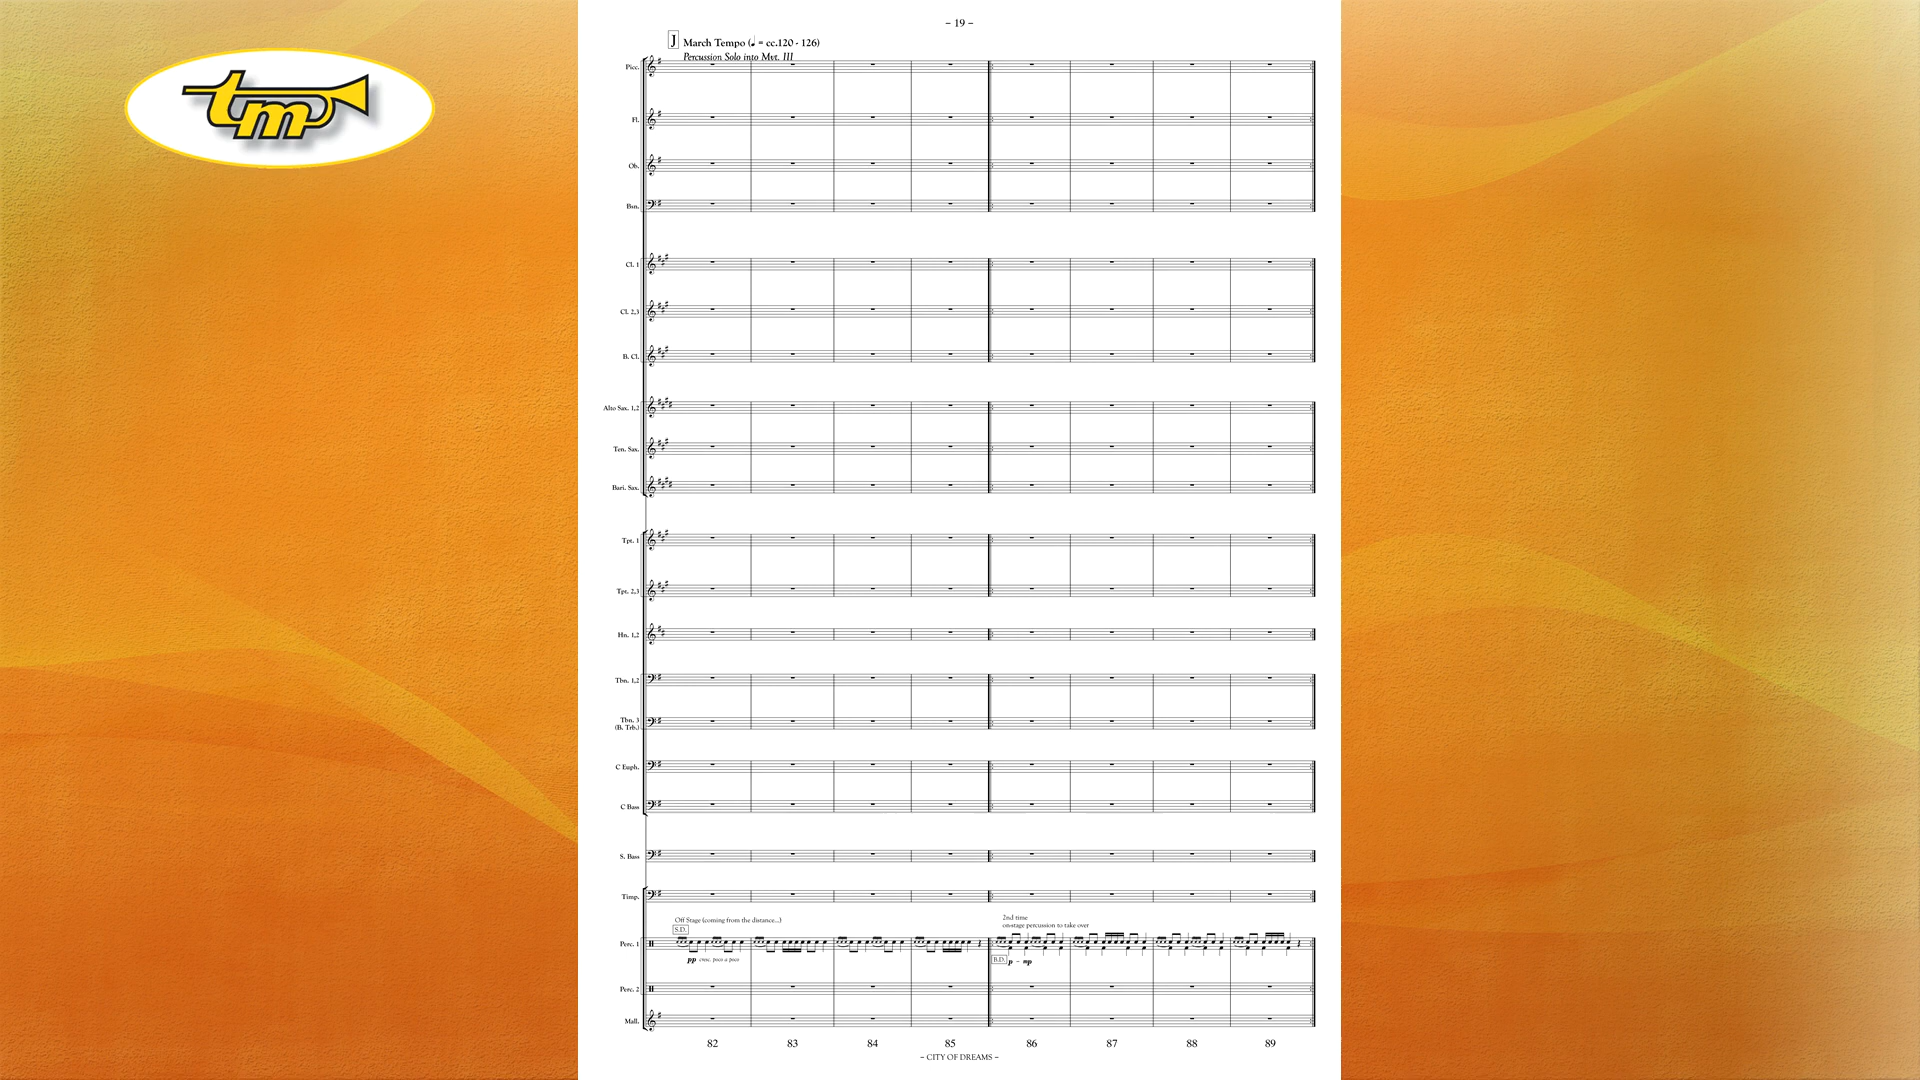 tm
– 19 –
J March Tempo (♩ = cc.120 - 126)
Percussion Solo into Mvt. III
Picc.
Fl.
Ob.
Bsn.
Cl. 1
Cl. 2,3
B. Cl.
Alto Sax. 1,2
Ten. Sax.
Bari. Sax.
Tpt. 1
Tpt. 2,3
Hn. 1,2
Tbn. 1,2
Tbn. 3
(B. Trb.)
C Euph.
C Bass
S. Bass
Timp.
Off Stage (coming from the distance...)
2nd time
on-stage percussion to take over
S.D.
Perc. 1
pp cresc. poco a poco
B.D. p – mp
Perc. 2
Mall.
82 83 84 85 86 87 88 89
– CITY OF DREAMS –